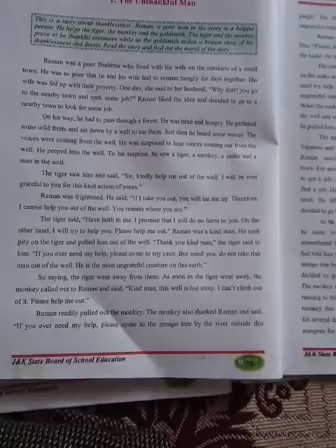 1. The Unthankful Man
This is a story about thanklessness. Raman, a poor man in the story is a helpful
person. He helps the tiger, the monkey and the goldsmith. The tiger and the monkey
prove to be thankful creatures while as the goldsmith makes a honour show of his
thanklessness and deceit. Read the story and find out the moral of the story.
Raman was a poor Brahman who lived with his wife on the outskirts of a small
town. He was so poor that he and his wife had to remain hungry for days together. His
wife was fed up with their poverty. One day, she said to her husband, "Why don't you go
to the nearby town and seek some job?" Raman liked the idea and decided to go to a
nearby town to look for some job.
On his way, he had to pass through a forest. He was tired and hungry. He gathered
some wild fruits and sat down by a well to eat them. Just then he heard some voices. The
voices were coming from the well. He was surprised to hear voices coming out from the
well. He peeped into the well. To his surprise, he saw a tiger, a monkey, a snake and a
man in the well.
The tiger saw him and said, "Sir, kindly help me out of the well. I will be ever
grateful to you for this kind action of yours."
Raman was frightened. He said, "If I take you out, you will eat me up. Therefore,
I cannot help you out of the well. You remain where you are."
The tiger said, "Have faith in me. I promise that I will do no harm to you. On the
other hand, I will try to help you. Please help me out." Raman was a kind man. He took
pity on the tiger and pulled him out of the well. "Thank you kind man," the tiger said to
him. "If you ever need my help, please come to my cave. But mind you, do not take that
man out of the well. He is the most ungrateful creature on this earth."
So saying, the tiger went away from there. As soon as the tiger went away, the
monkey called out to Raman and said, "Kind man, this well is too steep. I can't climb out
of it. Please help me out."
Raman readily pulled out the monkey. The monkey also thanked Raman and said,
"If you ever need my help, please come to the mango tree by the river outside this
J&K State Board of School Education